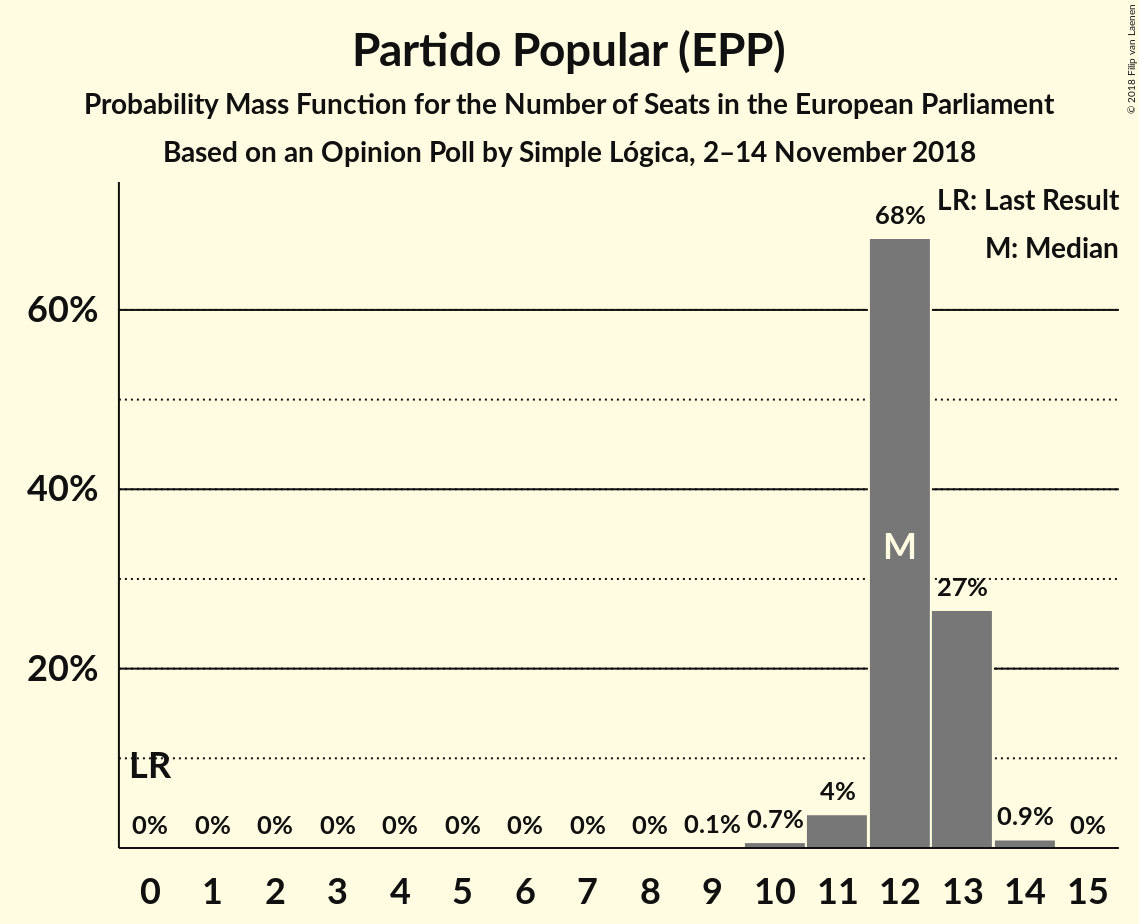 Partido Popular (EPP)
Probability Mass Function for the Number of Seats in the European Parliament
Based on an Opinion Poll by Simple Lógica, 2–14 November 2018
© 2018 Filip van Laenen
LR: Last Result
M: Median
60%
40%
20%
LR
M
0% 0% 0% 0% 0% 0% 0% 0% 0% 0.1% 0.7% 4% 68% 27% 0.9% 0%
0 1 2 3 4 5 6 7 8 9 10 11 12 13 14 15